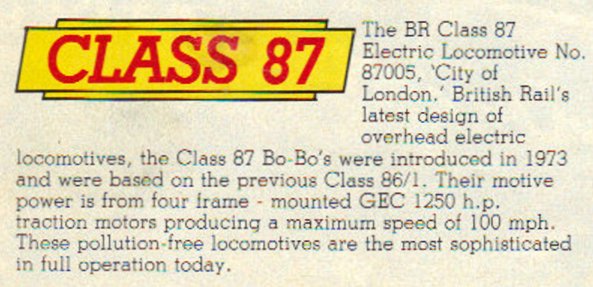 CLASS 87
The BR Class 87
Electric Locomotive No.
87005, 'City of
London.' British Rail's
latest design of
overhead electric
locomotives, the Class 87 Bo-Bo's were introduced in 1973
and were based on the previous Class 86/1. Their motive
power is from four frame - mounted GEC 1250 h.p.
traction motors producing a maximum speed of 100 mph.
These pollution-free locomotives are the most sophisticated
in full operation today.